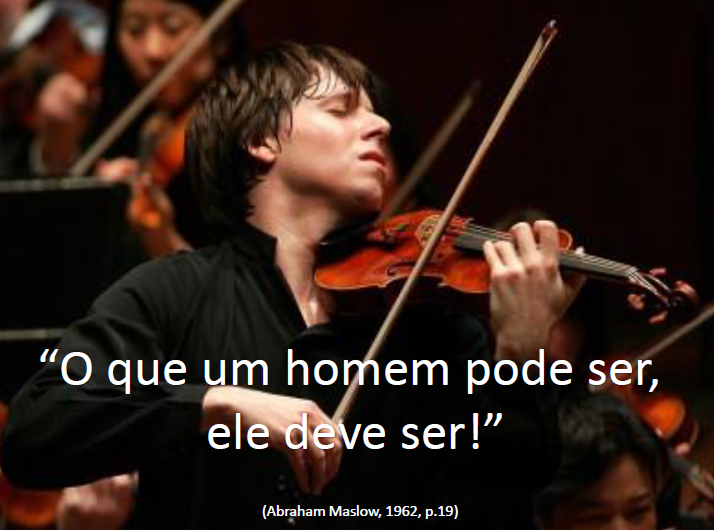 “O que um homem pode ser,
ele deve ser!”
(Abraham Maslow, 1962, p.19)